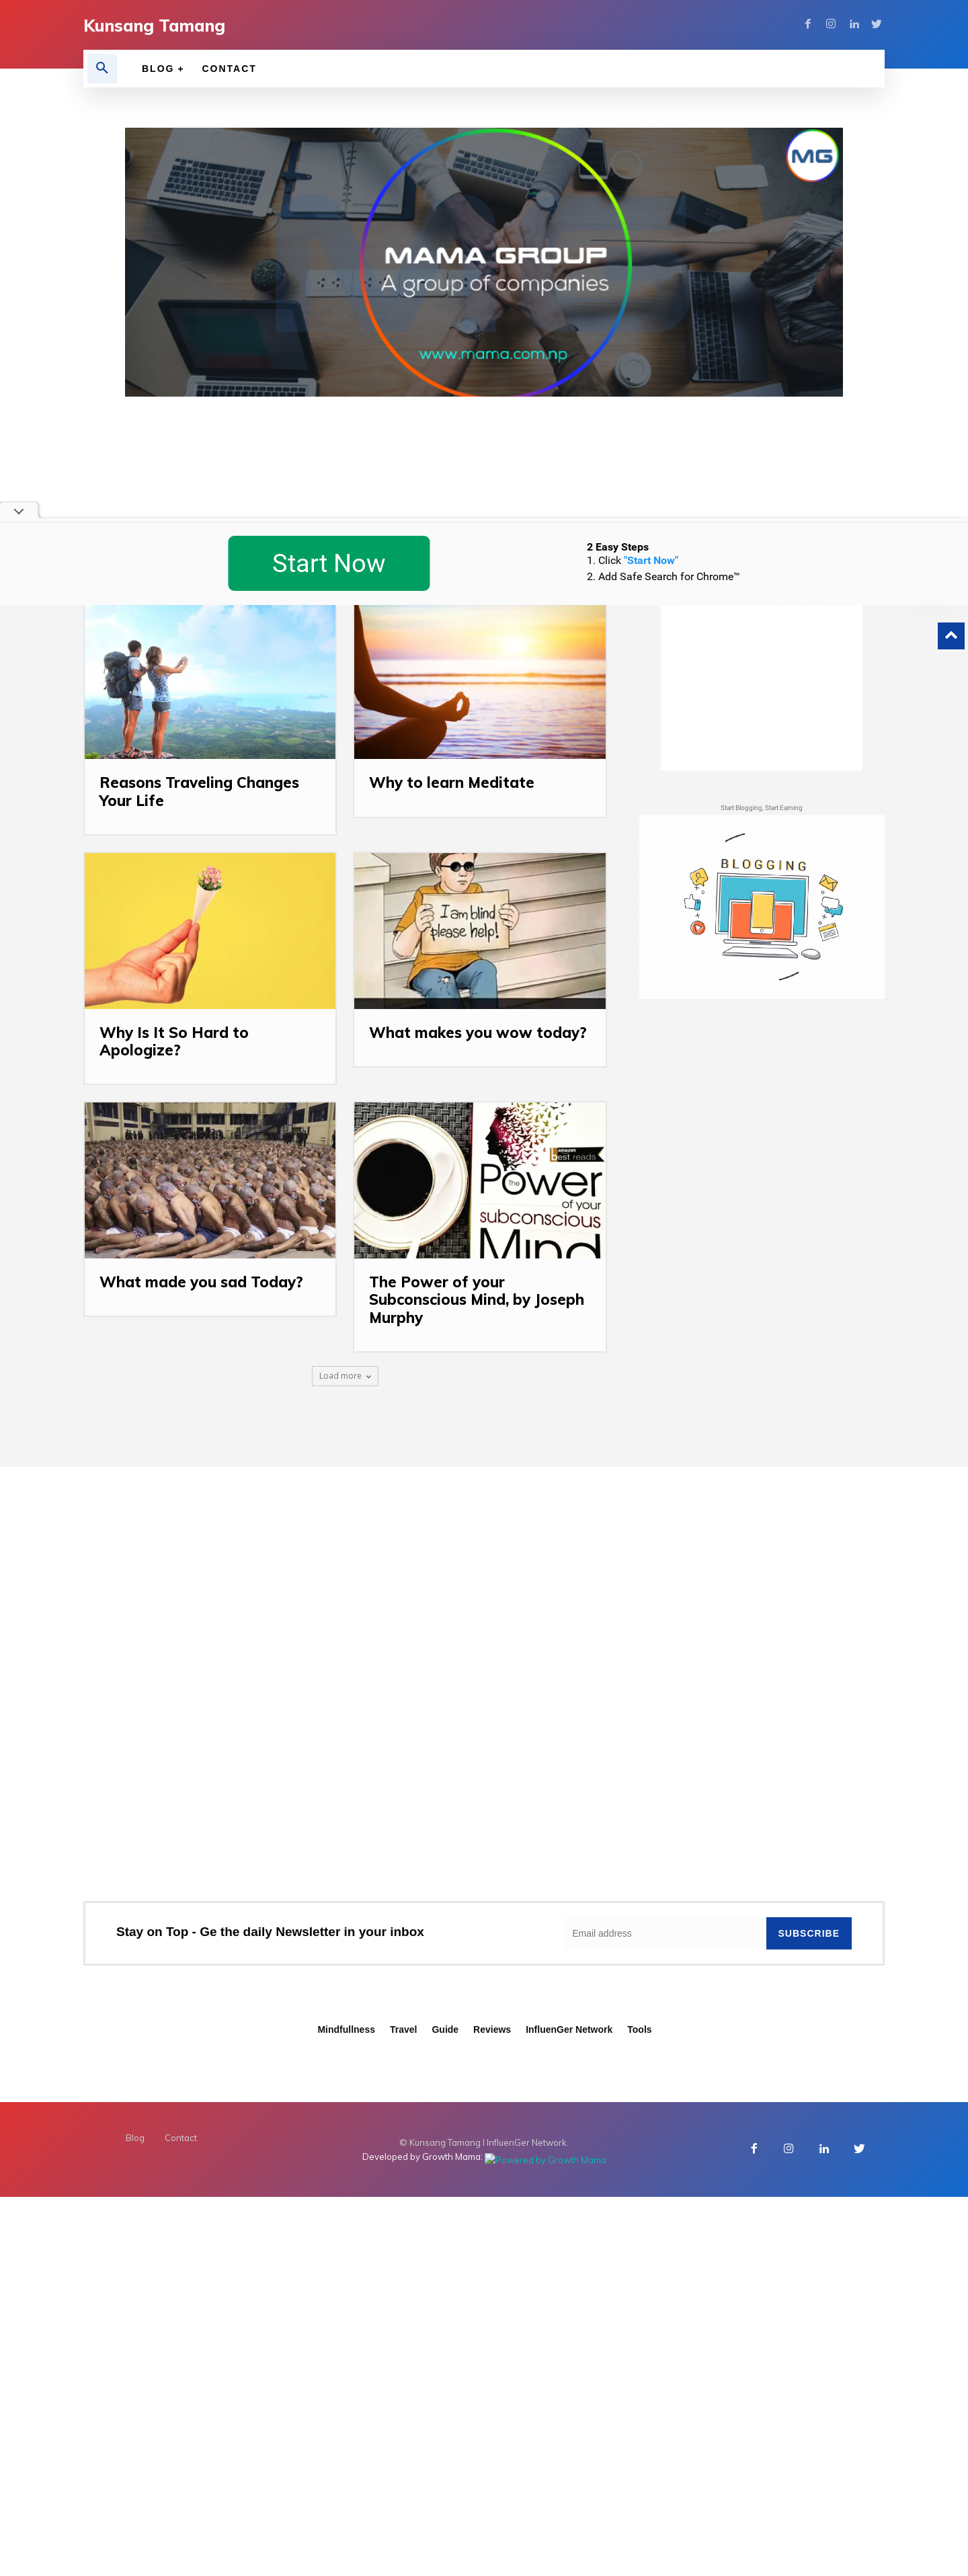 Kunsang Tamang
BLOG +
CONTACT
MG
MAMA GROUP
A group of companies
www.mama.com.np
Start Now
2 Easy Steps
1. Click "Start Now"
2. Add Safe Search for Chrome™
Reasons Traveling Changes
Your Life
Why to learn Meditate
Start Blogging, Start Earning
BLOGGING
I am blind
please help!
Why Is It So Hard to
Apologize?
What makes you wow today?
amazon
best reads
The
Power
of your
subconscious
Mind
What made you sad Today?
The Power of your
Subconscious Mind, by Joseph
Murphy
Load more
Stay on Top - Ge the daily Newsletter in your inbox
Email address
SUBSCRIBE
Mindfullness
Travel
Guide
Reviews
InfluenGer Network
Tools
Blog
Contact
© Kunsang Tamang I InfluenGer Network.
Developed by Growth Mama: Powered by Growth Mama